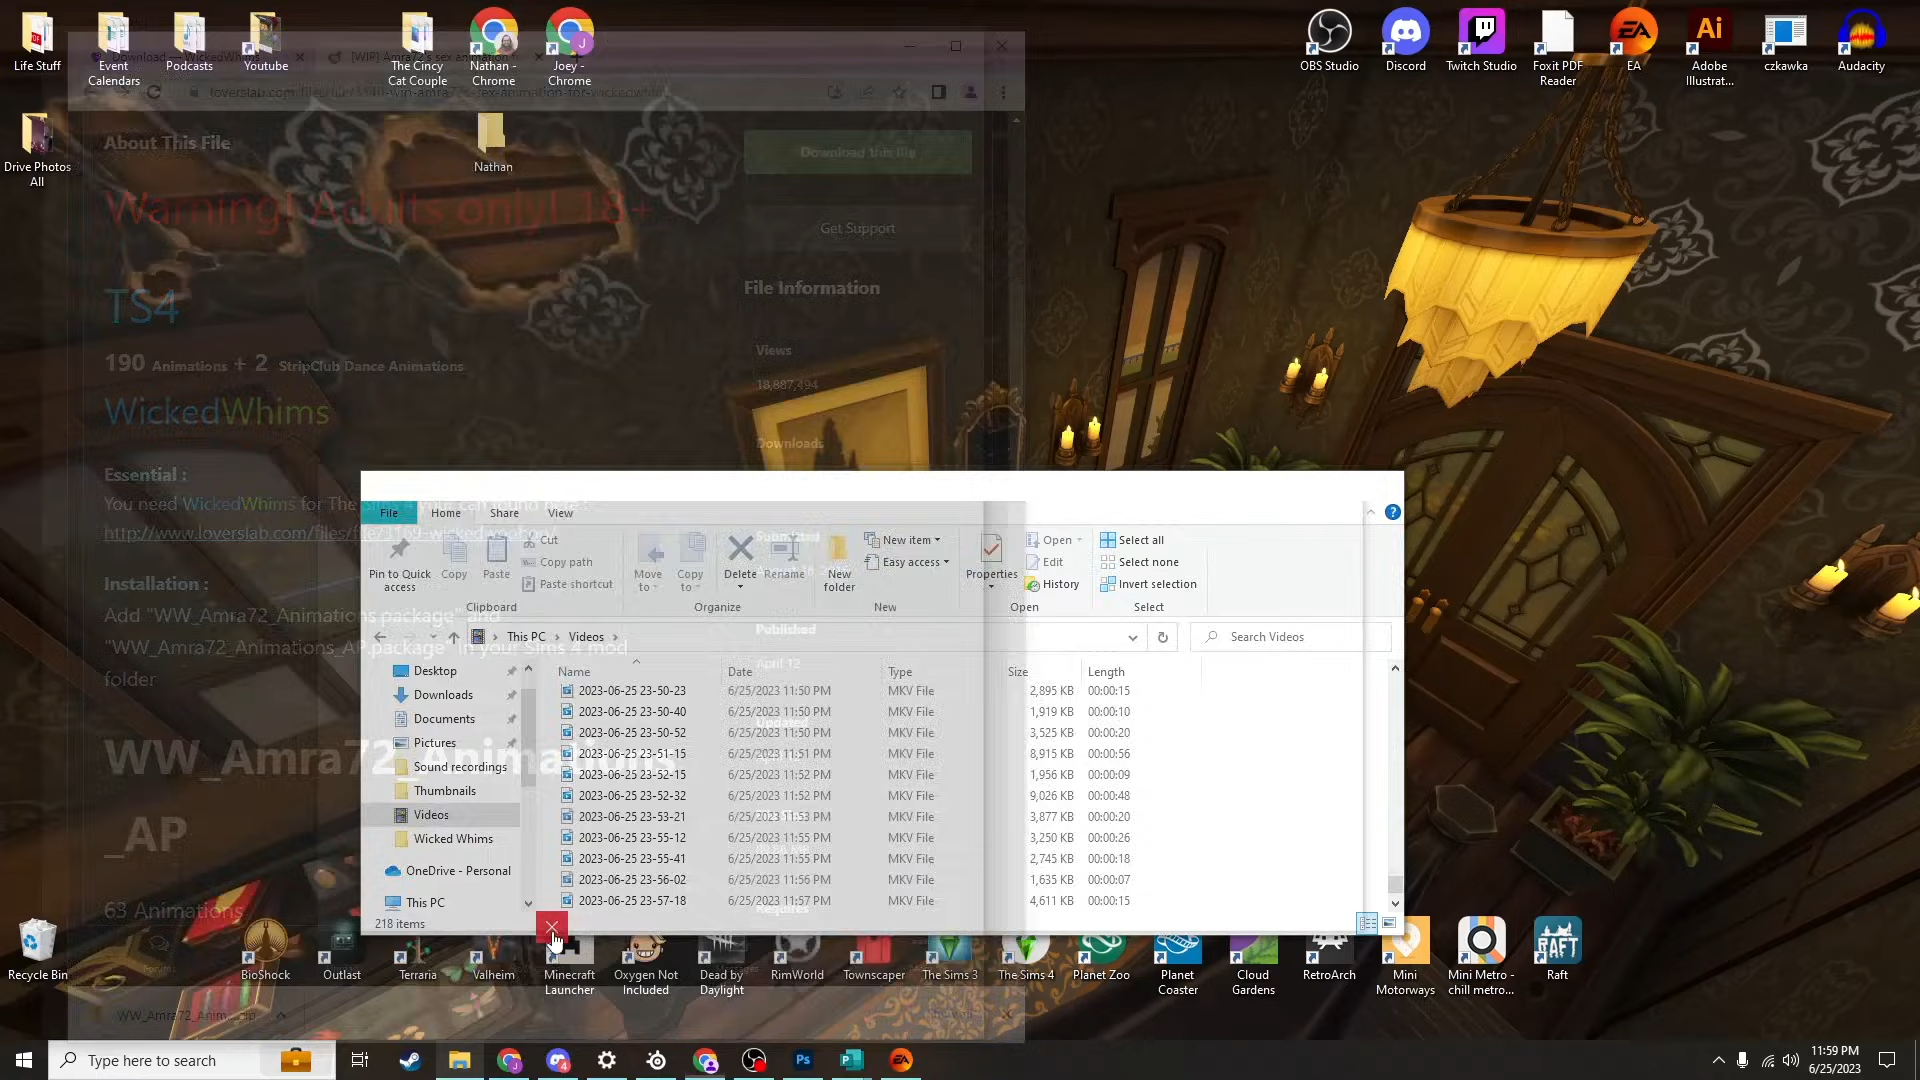 Life Stuff
Event Calendars
Podcasts
Youtube
The Cincy Cat Couple
Nathan - Chrome
Joey - Chrome
OBS Studio
Discord
Twitch Studio
Foxit PDF Reader
EA
Adobe Illustrat...
czkawka
Audacity
Drive Photos All
Nathan
About This File
Download this file
Warning! Adults only! 18+
Get Support
TS4
File Information
190 Animations + 2 StripClub Dance Animations
Views
18,887,494
WickedWhims
Downloads
Essential :
You need WickedWhims for The Sims 4
Installation :
Add "WW_Amra72_Animations.package" and
"WW_Amra72_Animations_AP.package" in your Sims 4 mod
folder
WW_Amra72_Animations
_AP
63 Animations
Submitted
Published
April 12
Updated
Requires
File Home Share View
Pin to Quick access
Copy
Paste
Cut
Copy path
Paste shortcut
Clipboard
Move to
Copy to
Delete
Rename
Organize
New folder
New item
Easy access
New
Properties
Open
Edit
History
Open
Select all
Select none
Invert selection
Select
This PC > Videos >
Search Videos
Desktop
Downloads
Documents
Pictures
Sound recordings
Thumbnails
Videos
Wicked Whims
OneDrive - Personal
This PC
Name Date Type Size Length
2023-06-25 23-50-23 6/25/2023 11:50 PM MKV File 2,895 KB 00:00:15
2023-06-25 23-50-40 6/25/2023 11:50 PM MKV File 1,919 KB 00:00:10
2023-06-25 23-50-52 6/25/2023 11:50 PM MKV File 3,525 KB 00:00:20
2023-06-25 23-51-15 6/25/2023 11:51 PM MKV File 8,915 KB 00:00:56
2023-06-25 23-52-15 6/25/2023 11:52 PM MKV File 1,956 KB 00:00:09
2023-06-25 23-52-32 6/25/2023 11:52 PM MKV File 9,026 KB 00:00:48
2023-06-25 23-53-21 6/25/2023 11:53 PM MKV File 3,877 KB 00:00:20
2023-06-25 23-55-12 6/25/2023 11:55 PM MKV File 3,250 KB 00:00:26
2023-06-25 23-55-41 6/25/2023 11:55 PM MKV File 2,745 KB 00:00:18
2023-06-25 23-56-02 6/25/2023 11:56 PM MKV File 1,635 KB 00:00:07
2023-06-25 23-57-18 6/25/2023 11:57 PM MKV File 4,611 KB 00:00:15
218 items
Recycle Bin
BioShock
Outlast
Terraria
Valheim
Minecraft Launcher
Oxygen Not Included
Dead by Daylight
RimWorld
Townscaper
The Sims 3
The Sims 4
Planet Zoo
Planet Coaster
Cloud Gardens
RetroArch
Mini Motorways
Mini Metro - chill metro...
Raft
WW_Amra72_Anim....zip
Type here to search
11:59 PM
6/25/2023